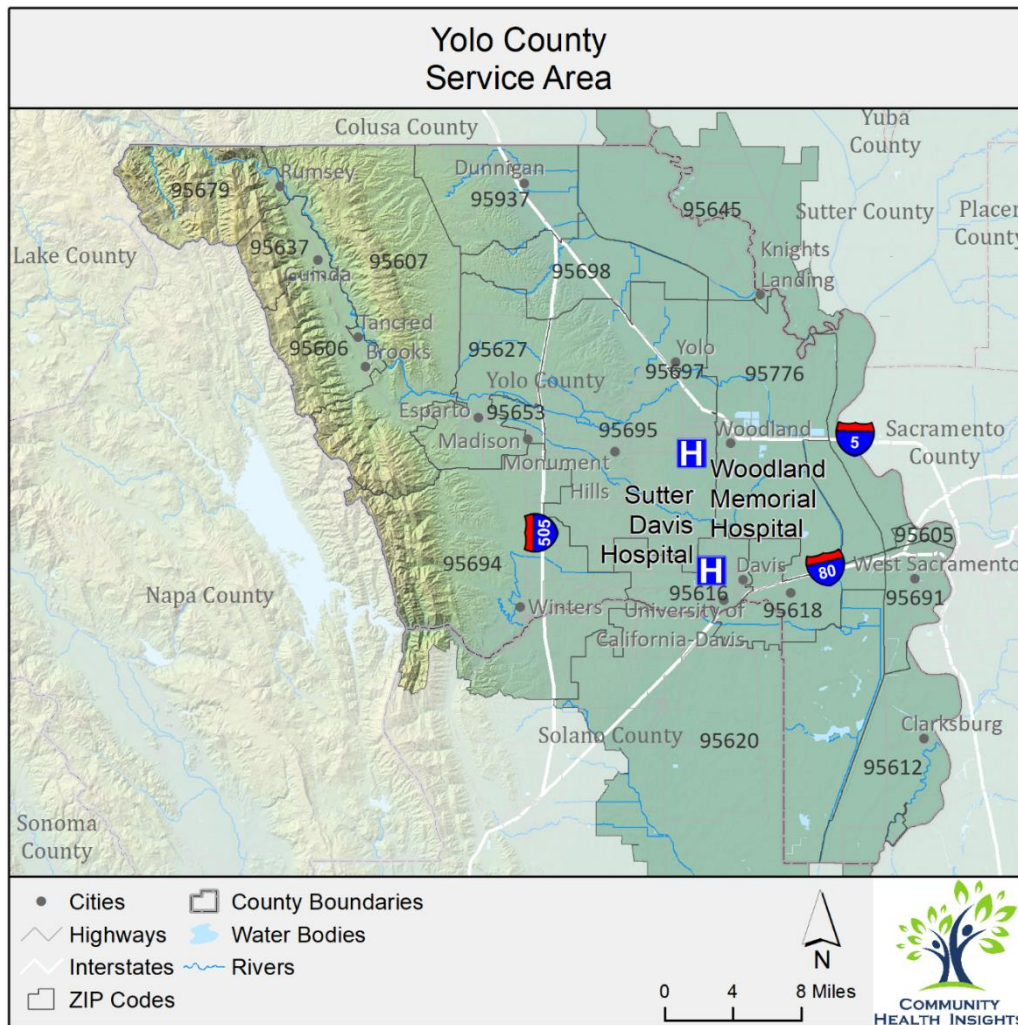 Yolo County
Service Area
Colusa County
Yuba
County
Rumsey
Dunnigan
95679
95937
95645
Sutter County
Placer
County
Lake County
95637
95607
Gumda
95698
Knights
Landing
Tancred
95606
Brooks
95627
Yolo
95697
95776
Yolo County
Esparto
95653
Madison
95695
Woodland
5
Sacramento
County
Monument
Hills
H
Woodland
Memorial
Hospital
Sutter
Davis
Hospital
505
95605
95694
H
Davis
80
West Sacramento
Napa County
Winters
95616
University of
California-Davis
95618
95691
Solano County
95620
Clarksburg
95612
Sonoma
County
Cities
County Boundaries
Highways
Water Bodies
Interstates
Rivers
ZIP Codes
N
0 4 8 Miles
COMMUNITY
HEALTH INSIGHTS